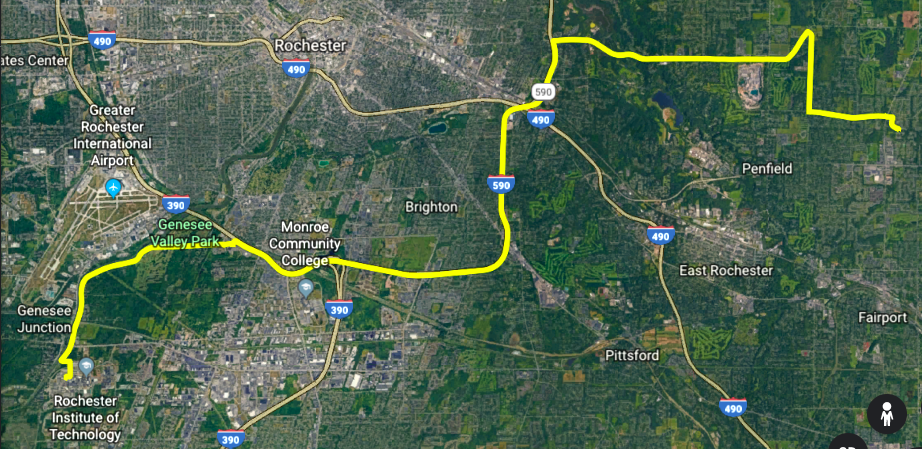 490
Rochester
ates Center
490
590
490
Greater
Rochester
International
Airport
Penfield
590
390
Brighton
Genesee
Valley Park
Monroe
Community
College
490
East Rochester
390
Genesee
Junction
Fairport
Pittsford
Rochester
Institute of
Technology
490
390